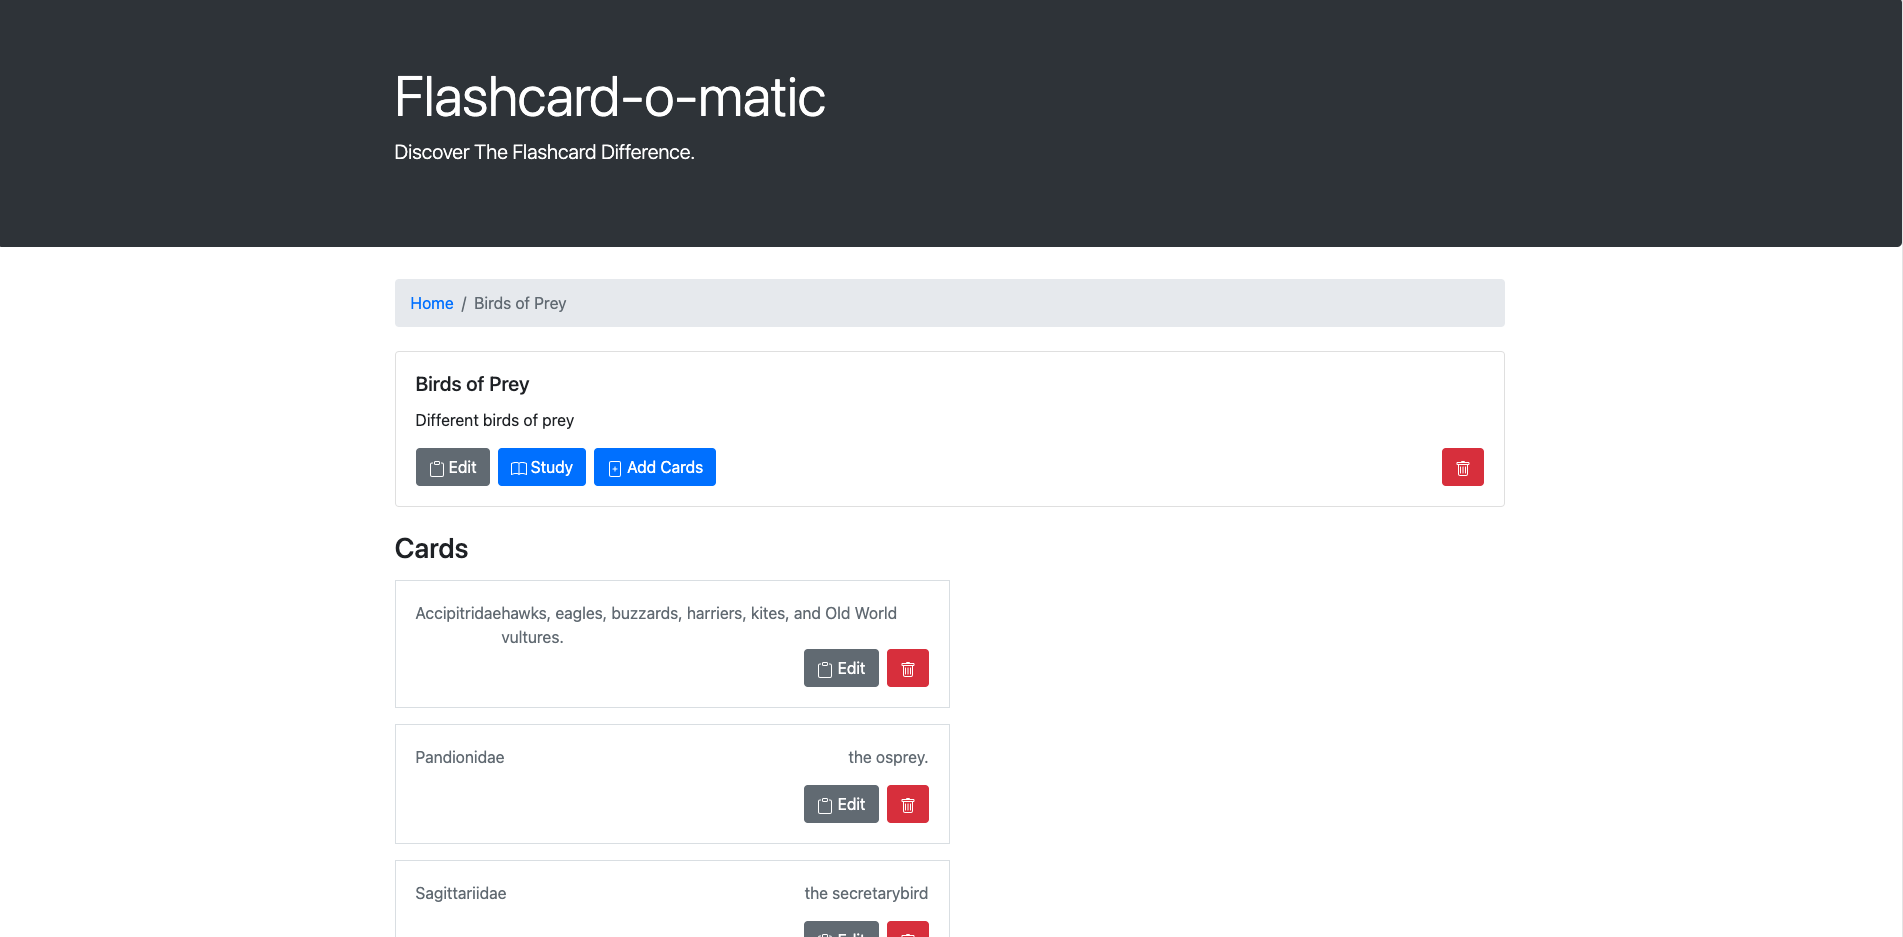 Flashcard-o-matic
Discover The Flashcard Difference.
Home / Birds of Prey
Birds of Prey
Different birds of prey
Edit Study Add Cards
Cards
Accipitridaehawks, eagles, buzzards, harriers, kites, and Old World
vultures.
Edit
Pandionidae the osprey.
Edit
Sagittariidae the secretarybird
Edit